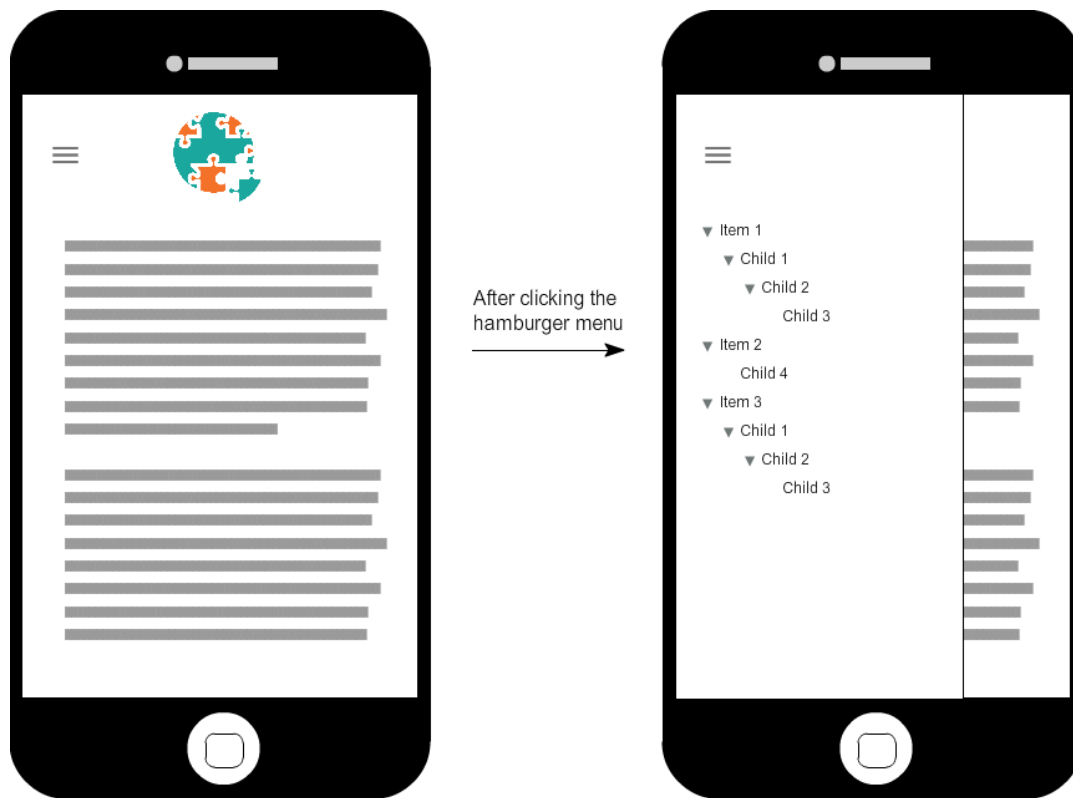 After clicking the
hamburger menu
Item 1
Child 1
Child 2
Child 3
Item 2
Child 4
Item 3
Child 1
Child 2
Child 3